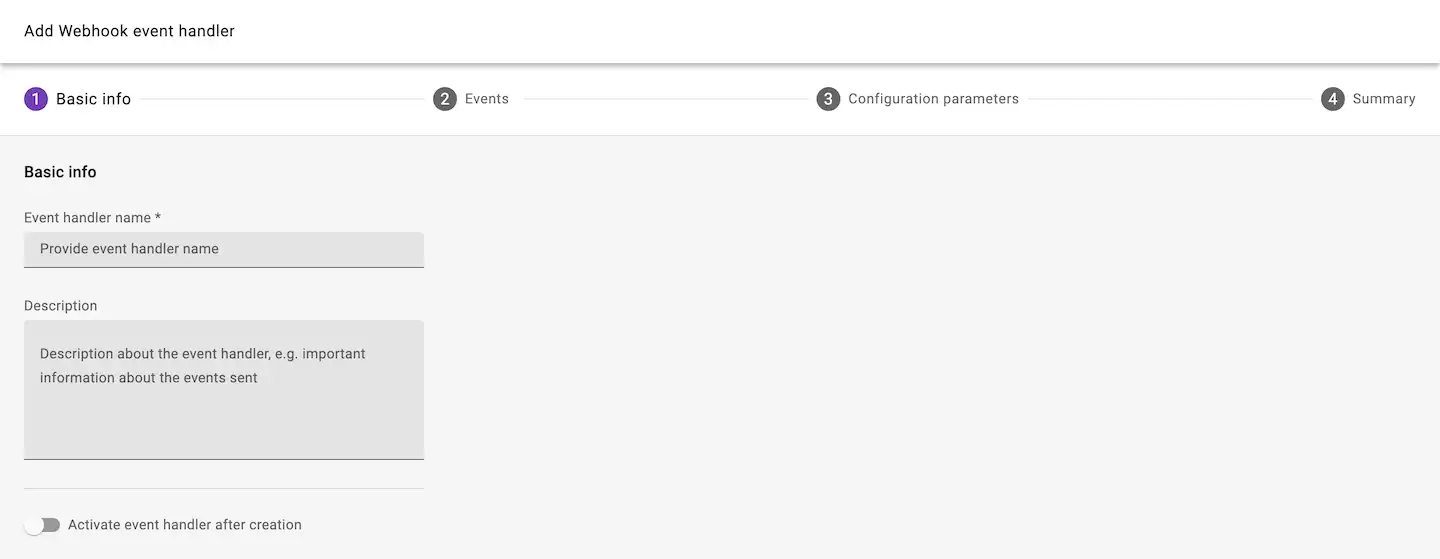 Add Webhook event handler
1 Basic info 2 Events 3 Configuration parameters 4 Summary
Basic info
Event handler name *
Provide event handler name
Description
Description about the event handler, e.g. important
information about the events sent
Activate event handler after creation